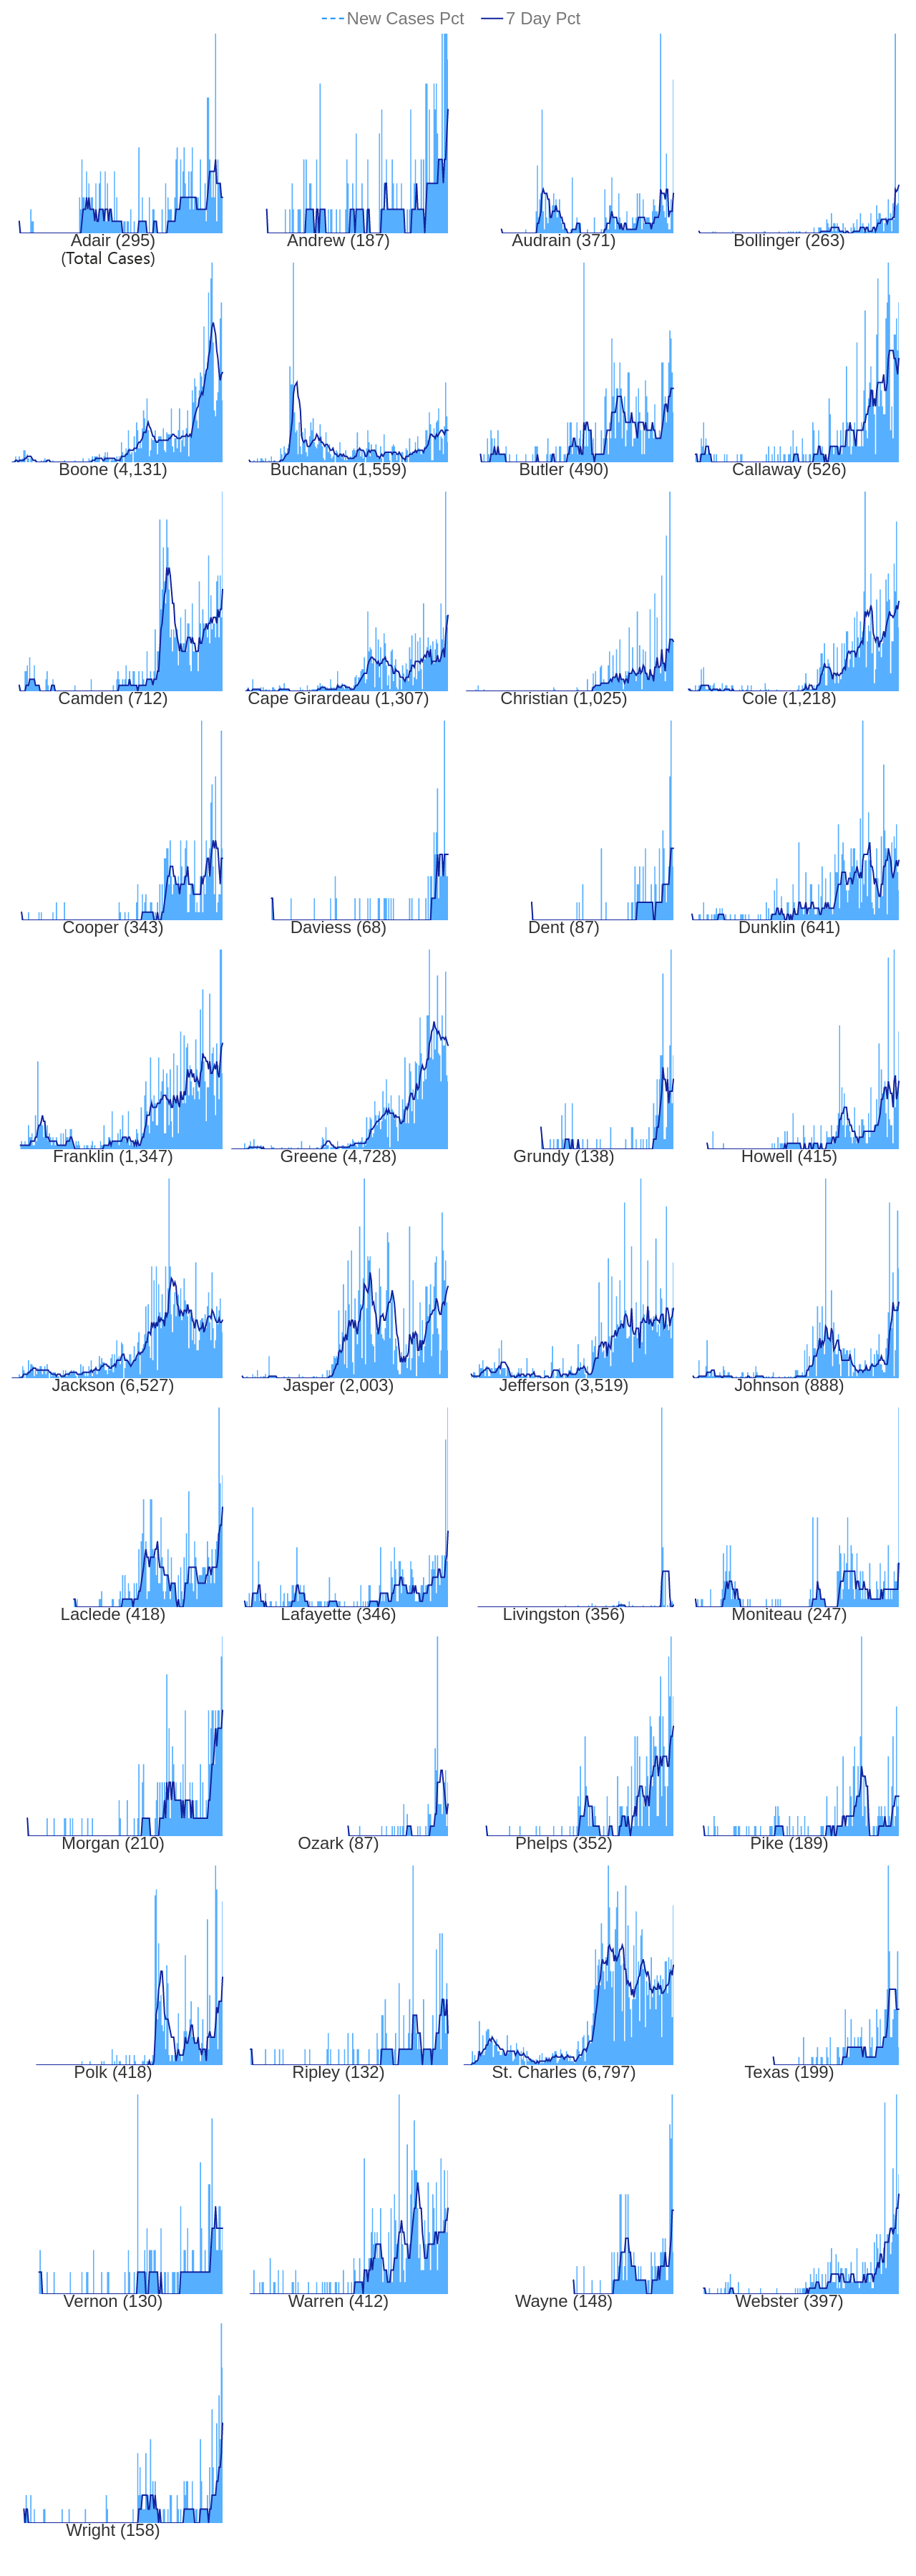 New Cases Pct 7 Day Pct
Adair (295) Andrew (187) Audrain (371) Bollinger (263)
(Total Cases)
Boone (4,131) Buchanan (1,559) Butler (490) Callaway (526)
Camden (712) Cape Girardeau (1,307) Christian (1,025) Cole (1,218)
Cooper (343) Daviess (68) Dent (87) Dunklin (641)
Franklin (1,347) Greene (4,728) Grundy (138) Howell (415)
Jackson (6,527) Jasper (2,003) Jefferson (3,519) Johnson (888)
Laclede (418) Lafayette (346) Livingston (356) Moniteau (247)
Morgan (210) Ozark (87) Phelps (352) Pike (189)
Polk (418) Ripley (132) St. Charles (6,797) Texas (199)
Vernon (130) Warren (412) Wayne (148) Webster (397)
Wright (158)